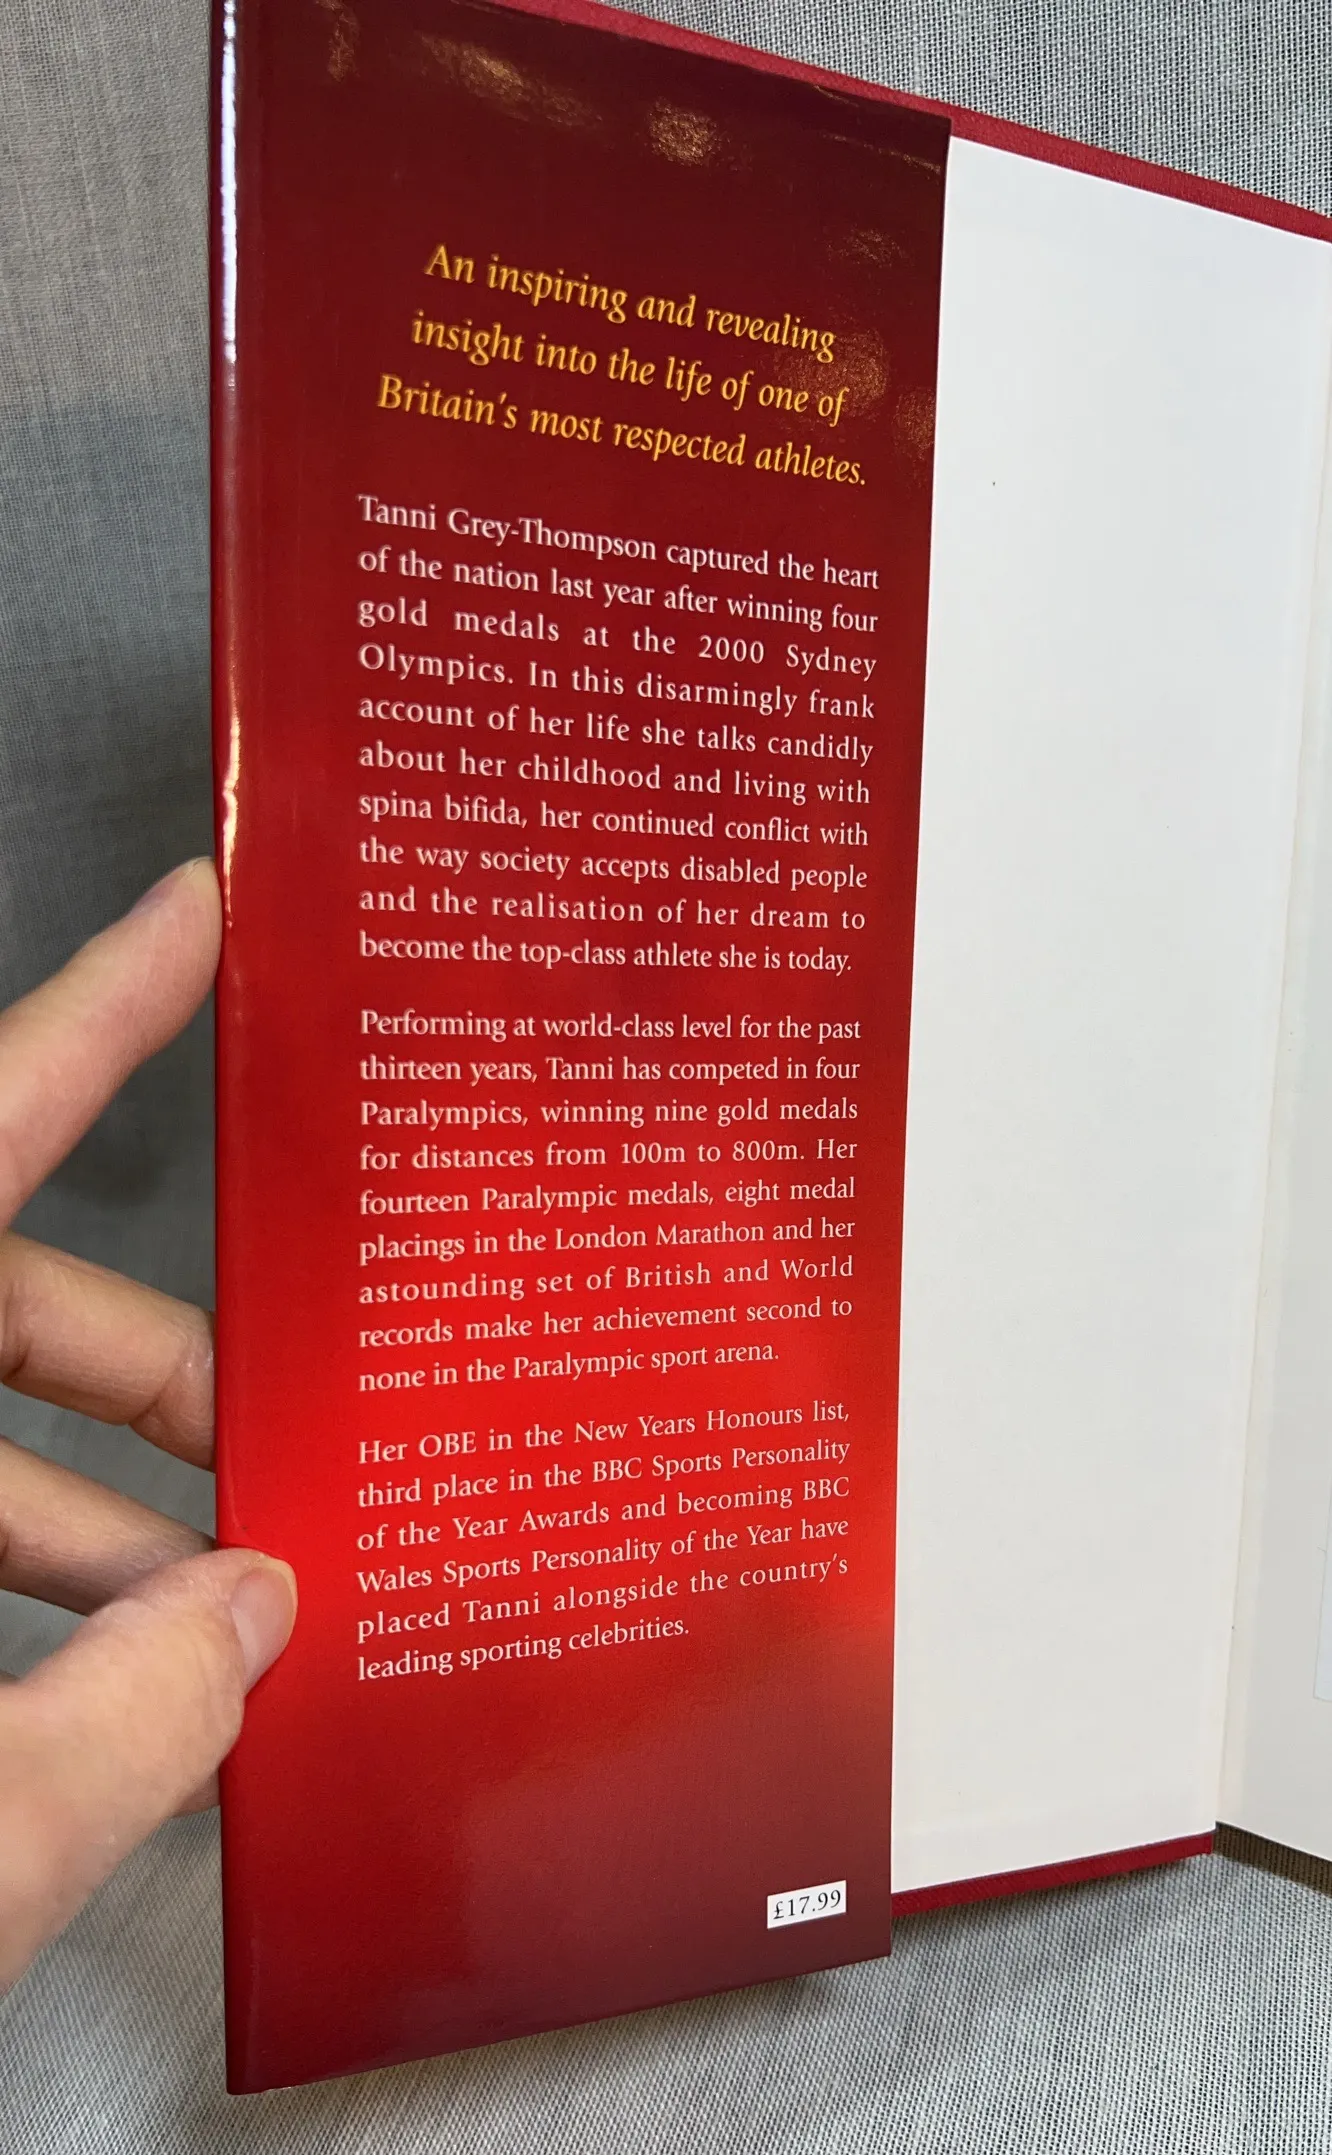 An inspiring and revealing
insight into the life of one of
Britain's most respected athletes.
Tanni Grey-Thompson captured the heart
of the nation last year after winning four
gold medals at the 2000 Sydney
Olympics. In this disarmingly frank
account of her life she talks candidly
about her childhood and living with
spina bifida, her continued conflict with
the way society accepts disabled people
and the realisation of her dream to
become the top-class athlete she is today.
Performing at world-class level for the past
thirteen years, Tanni has competed in four
Paralympics, winning nine gold medals
for distances from 100m to 800m. Her
fourteen Paralympic medals, eight medal
placings in the London Marathon and her
astounding set of British and World
records make her achievement second to
none in the Paralympic sport arena.
Her OBE in the New Years Honours list,
third place in the BBC Sports Personality
of the Year Awards and becoming BBC
Wales Sports Personality of the Year have
placed Tanni alongside the country's
leading sporting celebrities.
£17.99